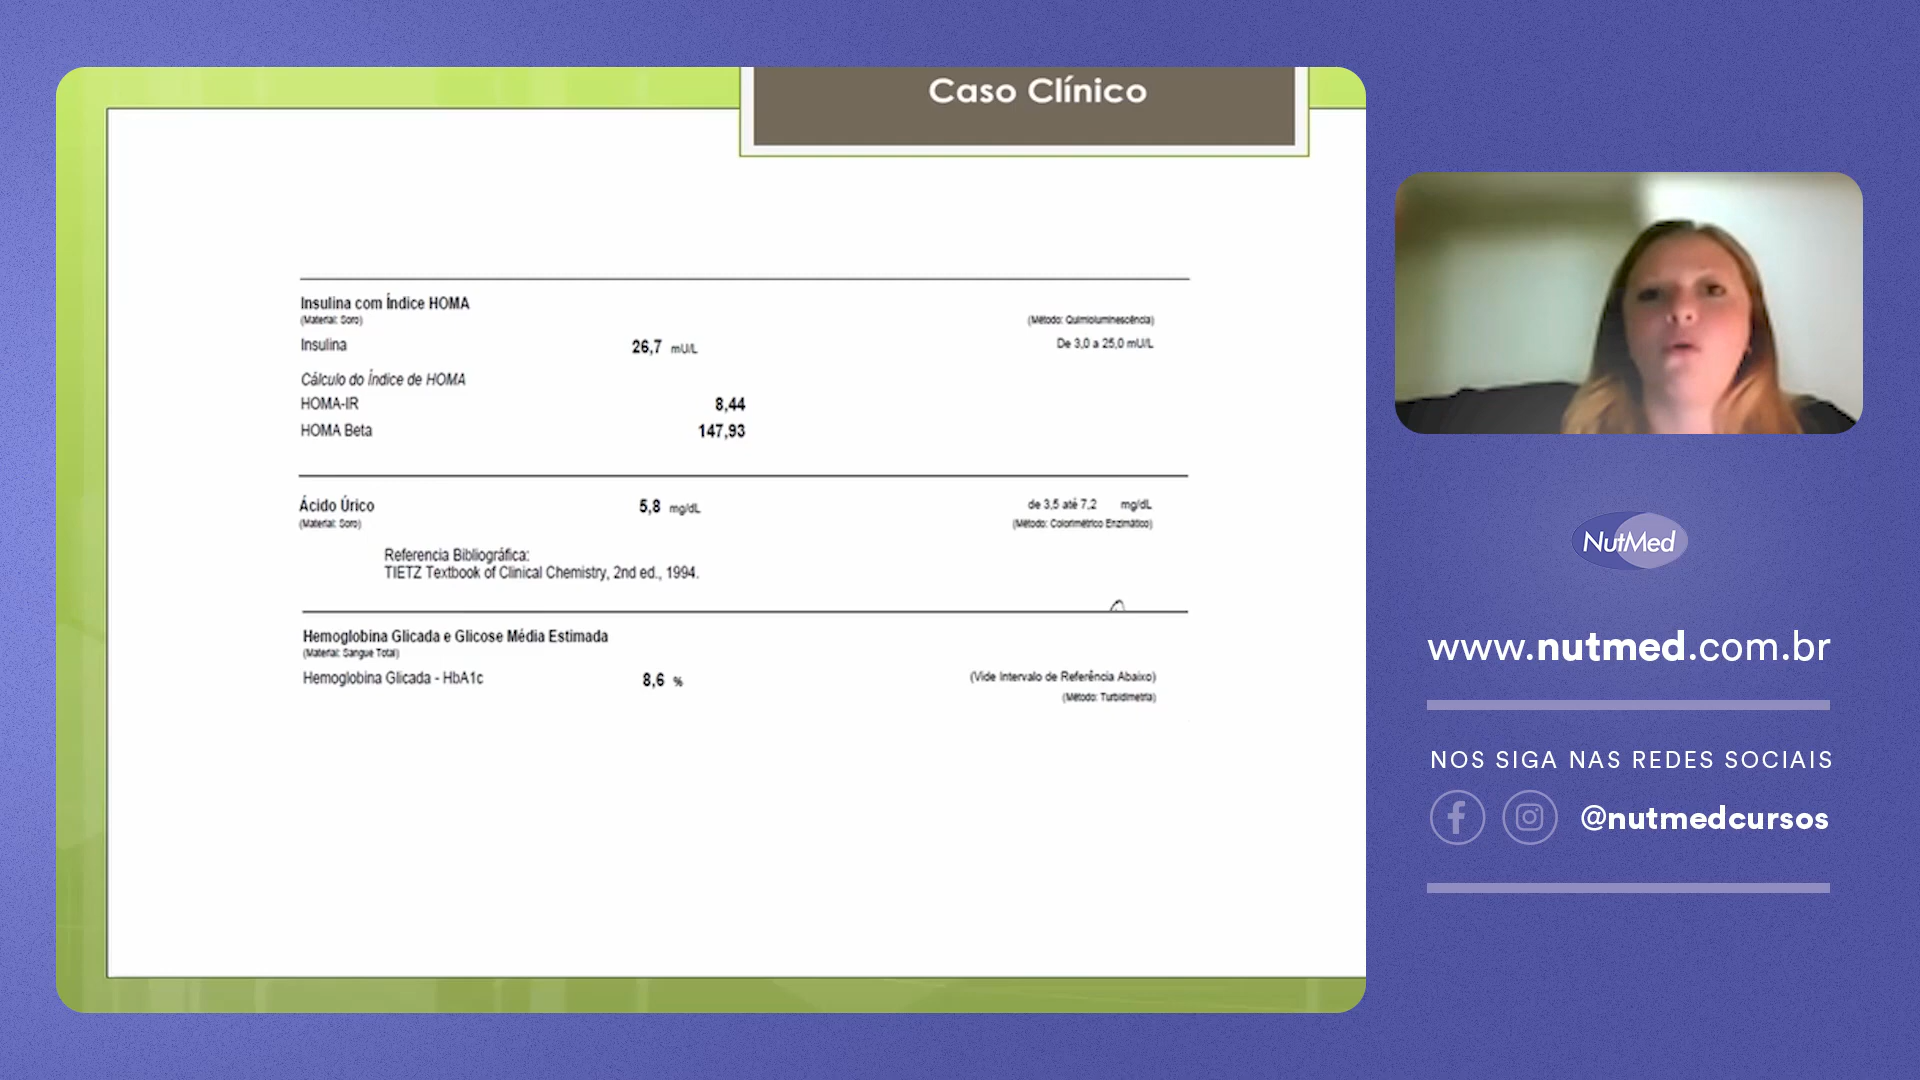 Caso Clínico
Insulina com Índice HOMA
(Material: Soro)
(Método: Quimioluminescência)
Insulina 26,7 mU/L De 3,0 a 25,0 mU/L
Cálculo do Índice de HOMA
HOMA-IR 8,44
HOMA Beta 147,93
Ácido Úrico 5,8 mg/dL de 3,5 até 7,2 mg/dL
(Material: Soro) (Método: Colorimétrico Enzimático)
Referencia Bibliográfica:
TIETZ Textbook of Clinical Chemistry, 2nd ed., 1994.
Hemoglobina Glicada e Glicose Média Estimada
(Material: Sangue Total)
Hemoglobina Glicada - HbA1c 8,6 % (Vide Intervalo de Referência Abaixo)
(Método: Turbidimetria)
NutMed
www.nutmed.com.br
NOS SIGA NAS REDES SOCIAIS
@nutmedcursos